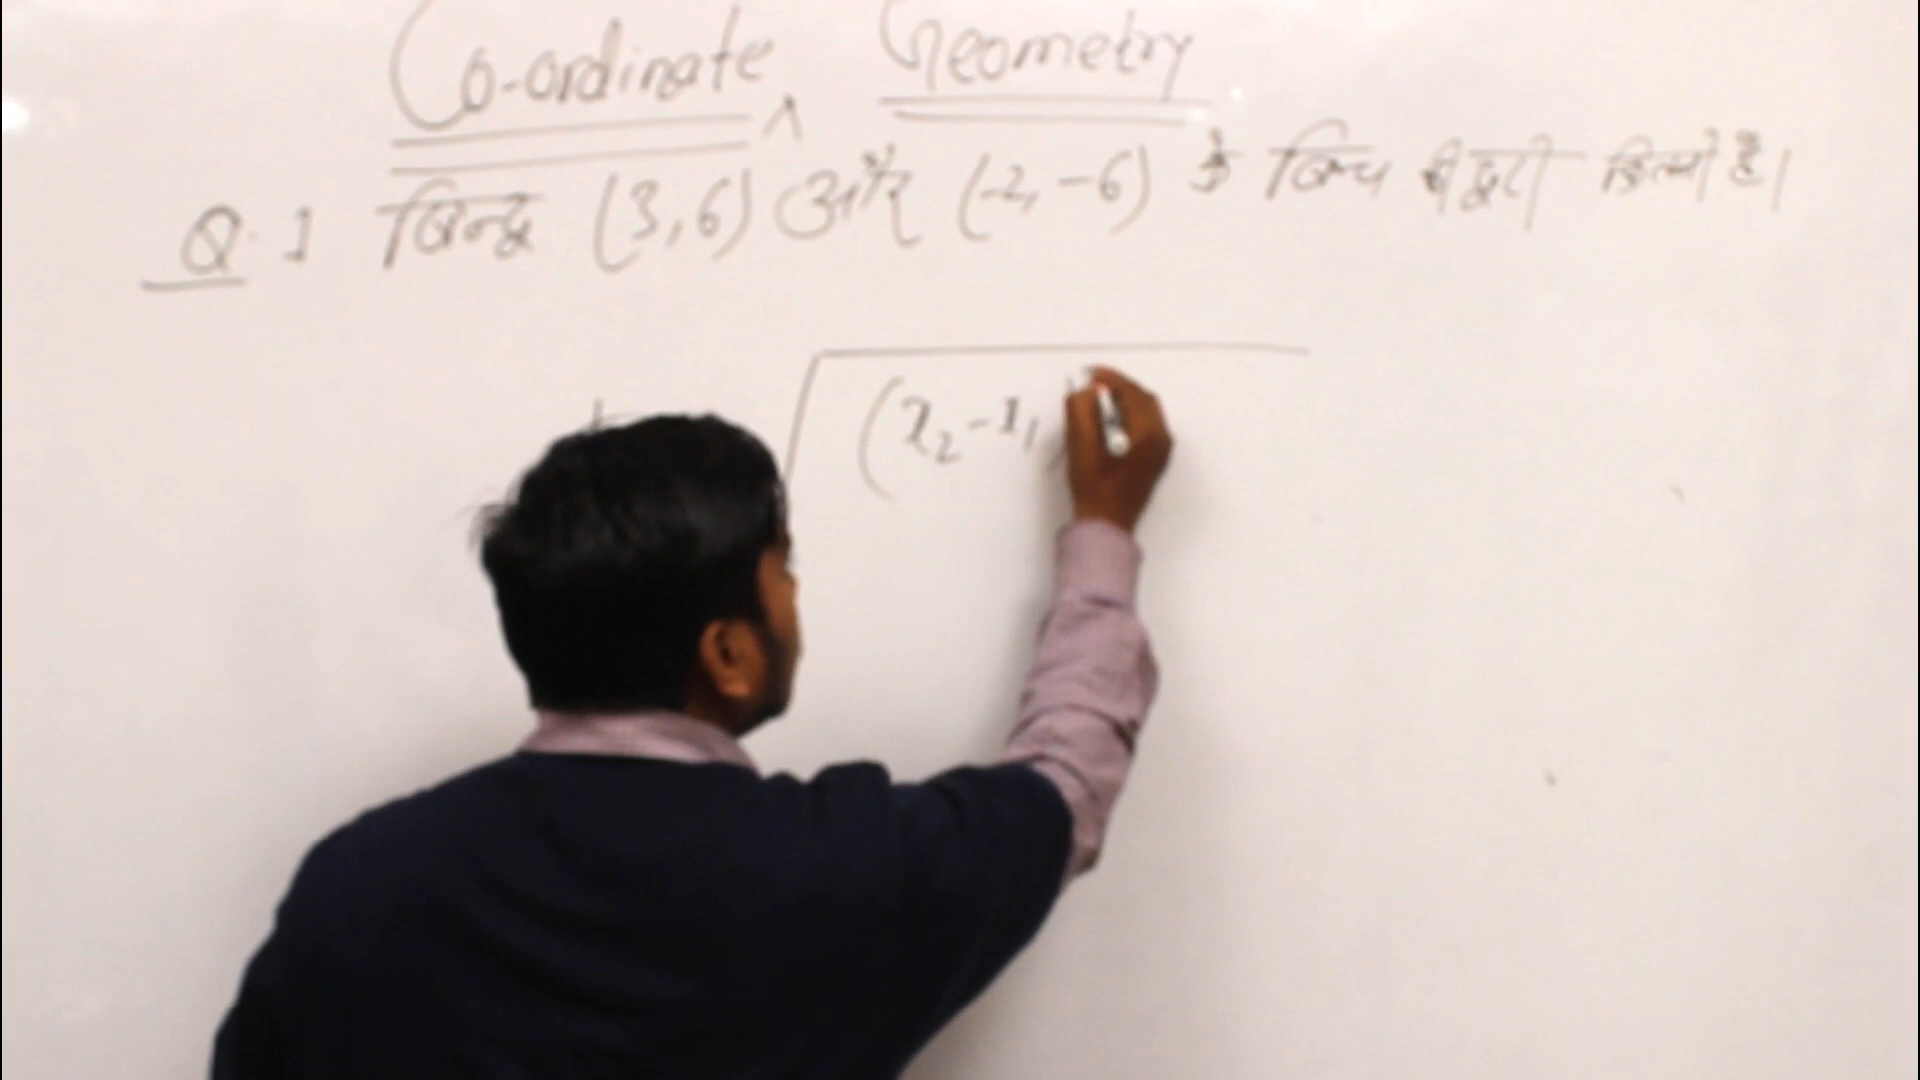 Co-ordinate Geometry
Q.1 बिन्दु (3,6) और (-2, -6) के बिच की दुरी कितनी है।
√(x₂-x₁)